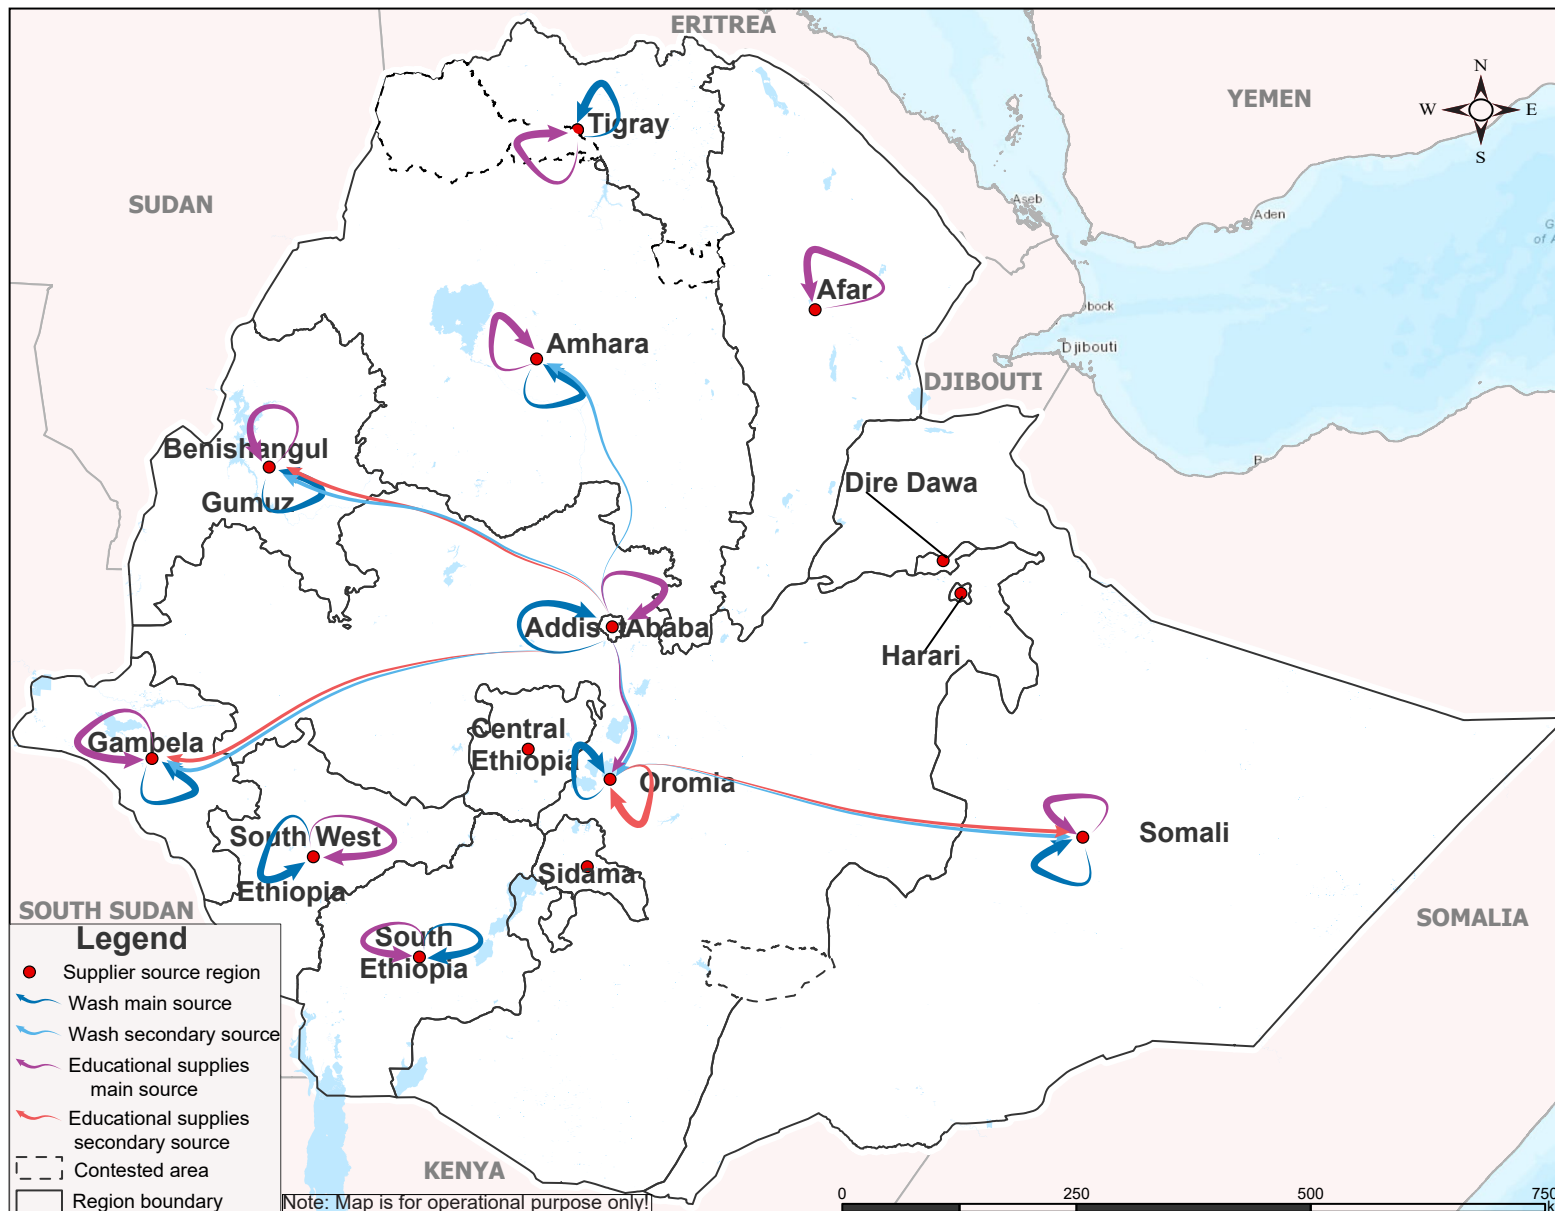 ERITREA
YEMEN
N
W
E
S
Tigray
SUDAN
Aseb
Aden
Afar
bock
Djibouti
Amhara
DJIBOUTI
Benishangul
Gumuz
Dire Dawa
Addis Ababa
Harari
Central
Ethiopia
Gambela
Oromia
South West
Ethiopia
Somali
Sidama
SOUTH SUDAN
SOMALIA
South
Ethiopia
Legend
Supplier source region
Wash main source
Wash secondary source
Educational supplies
main source
Educational supplies
secondary source
Contested area
Region boundary
KENYA
Note: Map is for operational purpose only!
0
250
500
750